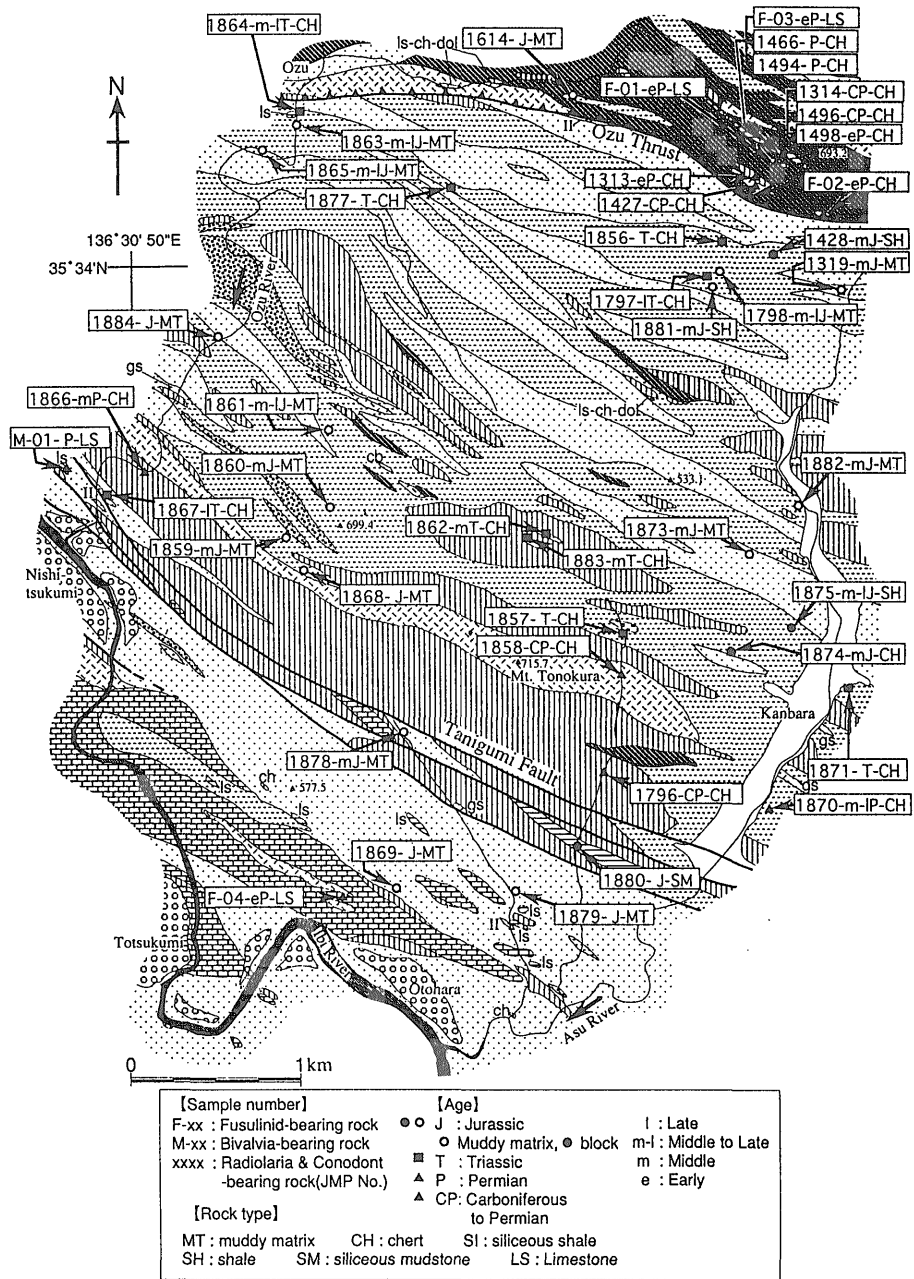 1864-m-lT-CH
1614- J-MT
F-03-eP-LS
1466- P-CH
1494- P-CH
ls-ch-dol
Ozu
N
F-01-eP-LS
1314-CP-CH
1496-CP-CH
1498-eP-CH
ls
Ozu Thrust
693.2
1863-m-lJ-MT
1865-m-lJ-MT
1313-eP-CH
F-02-eP-CH
1877- T-CH
1427-CP-CH
136°30' 50"E
1856- T-CH
1428-mJ-SH
35°34'N
1319-mJ-MT
Ozu River
1797-lT-CH
1798-m-lJ-MT
1884- J-MT
1881-mJ-SH
gs
1866-mP-CH
1861-m-lJ-MT
ls-ch-dol
M-01- P-LS
ls
1860-mJ-MT
ch
533.1
1882-mJ-MT
1867-lT-CH
699.4
1862-mT-CH
1873-mJ-MT
1859-mJ-MT
1883-mT-CH
Nishi-
tsukumi
1868- J-MT
1875-m-lJ-SH
1857- T-CH
1858-CP-CH
1874-mJ-CH
715.7
Mt. Tonokura
Kanbara
Tanigumi Fault
gs
1878-mJ-MT
1871- T-CH
ch
577.5
ls
gs
1796-CP-CH
1870-m-lP-CH
ls
gs
ls
1869- J-MT
1880-J-SM
F-04-eP-LS
1879- J-MT
ls
ls
Totsukumi
Ibi River
ls
Otohara
ch
Asu River
0 1km
【Sample number】 【Age】
F-xx : Fusulinid-bearing rock J : Jurassic l : Late
M-xx : Bivalvia-bearing rock Muddy matrix, block m-l : Middle to Late
xxxx : Radiolaria & Conodont T : Triassic m : Middle
-bearing rock(JMP No.) P : Permian e : Early
CP: Carboniferous
【Rock type】 to Permian
MT : muddy matrix CH : chert SI : siliceous shale
SH : shale SM : siliceous mudstone LS : Limestone